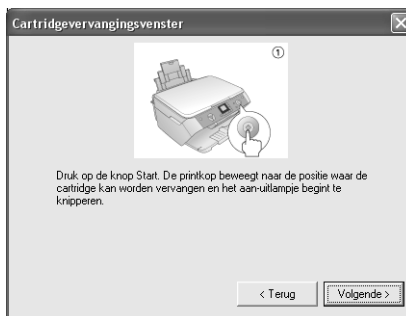 Cartridgevervangingsvenster
1
Druk op de knop Start. De printkop beweegt naar de positie waar de
cartridge kan worden vervangen en het aan-uitlampje begint te
knipperen.
< Terug
Volgende >